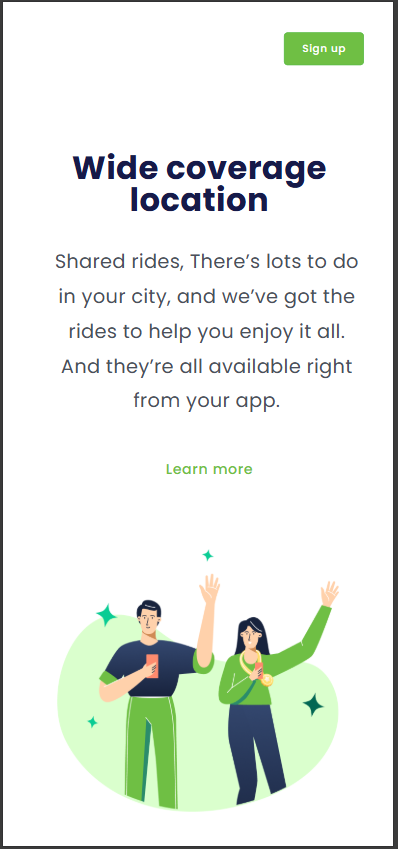 Sign up
Wide coverage
location
Shared rides, There’s lots to do
in your city, and we’ve got the
rides to help you enjoy it all.
And they’re all available right
from your app.
Learn more